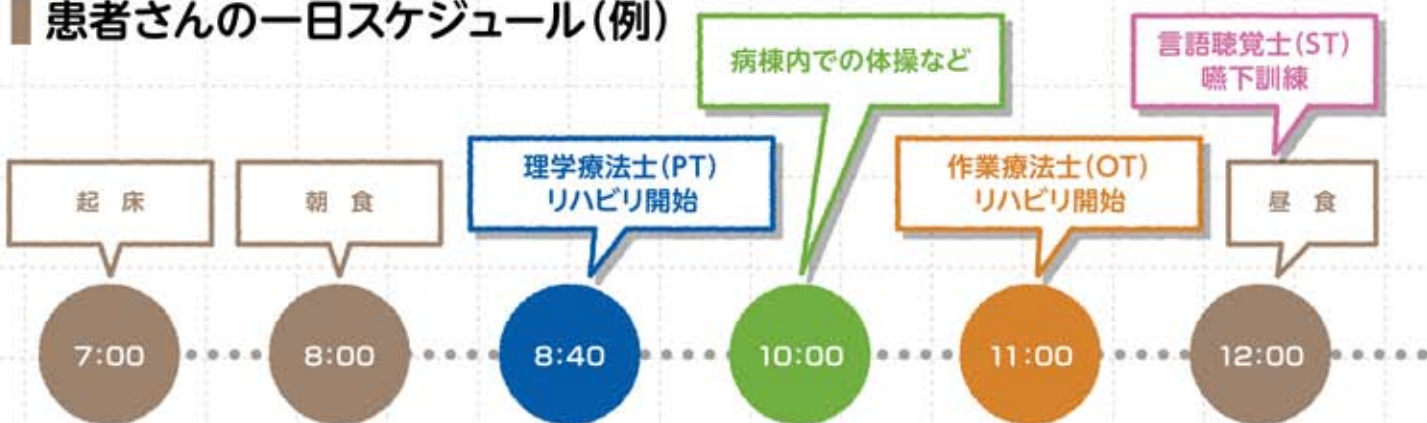 患者さんの一日スケジュール(例)
起 床
7:00
朝 食
8:00
理学療法士(PT)
リハビリ開始
8:40
病棟内での体操など
10:00
作業療法士(OT)
リハビリ開始
11:00
言語聴覚士(ST)
嚥下訓練
昼 食
12:00